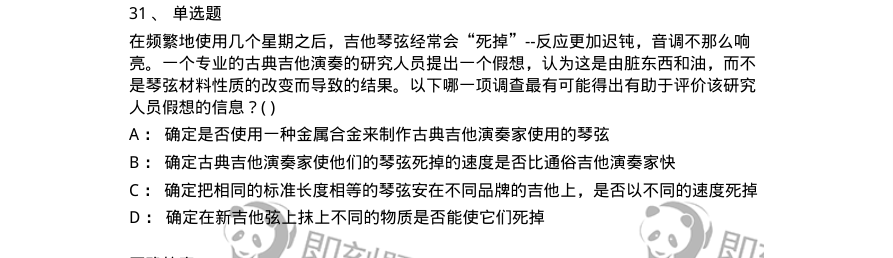 31、 单选题
在频繁地使用几个星期之后，吉他琴弦经常会“死掉”--反应更加迟钝，音调不那么响
亮。一个专业的古典吉他演奏的研究人员提出一个假想，认为这是由脏东西和油，而不
是琴弦材料性质的改变而导致的结果。以下哪一项调查最有可能得出有助于评价该研究
人员假想的信息？( )
A： 确定是否使用一种金属合金来制作古典吉他演奏家使用的琴弦
B： 确定古典吉他演奏家使他们的琴弦死掉的速度是否比通俗吉他演奏家快
C： 确定把相同的标准长度相等的琴弦安在不同品牌的吉他上，是否以不同的速度死掉
D： 确定在新吉他弦上抹上不同的物质是否能使它们死掉